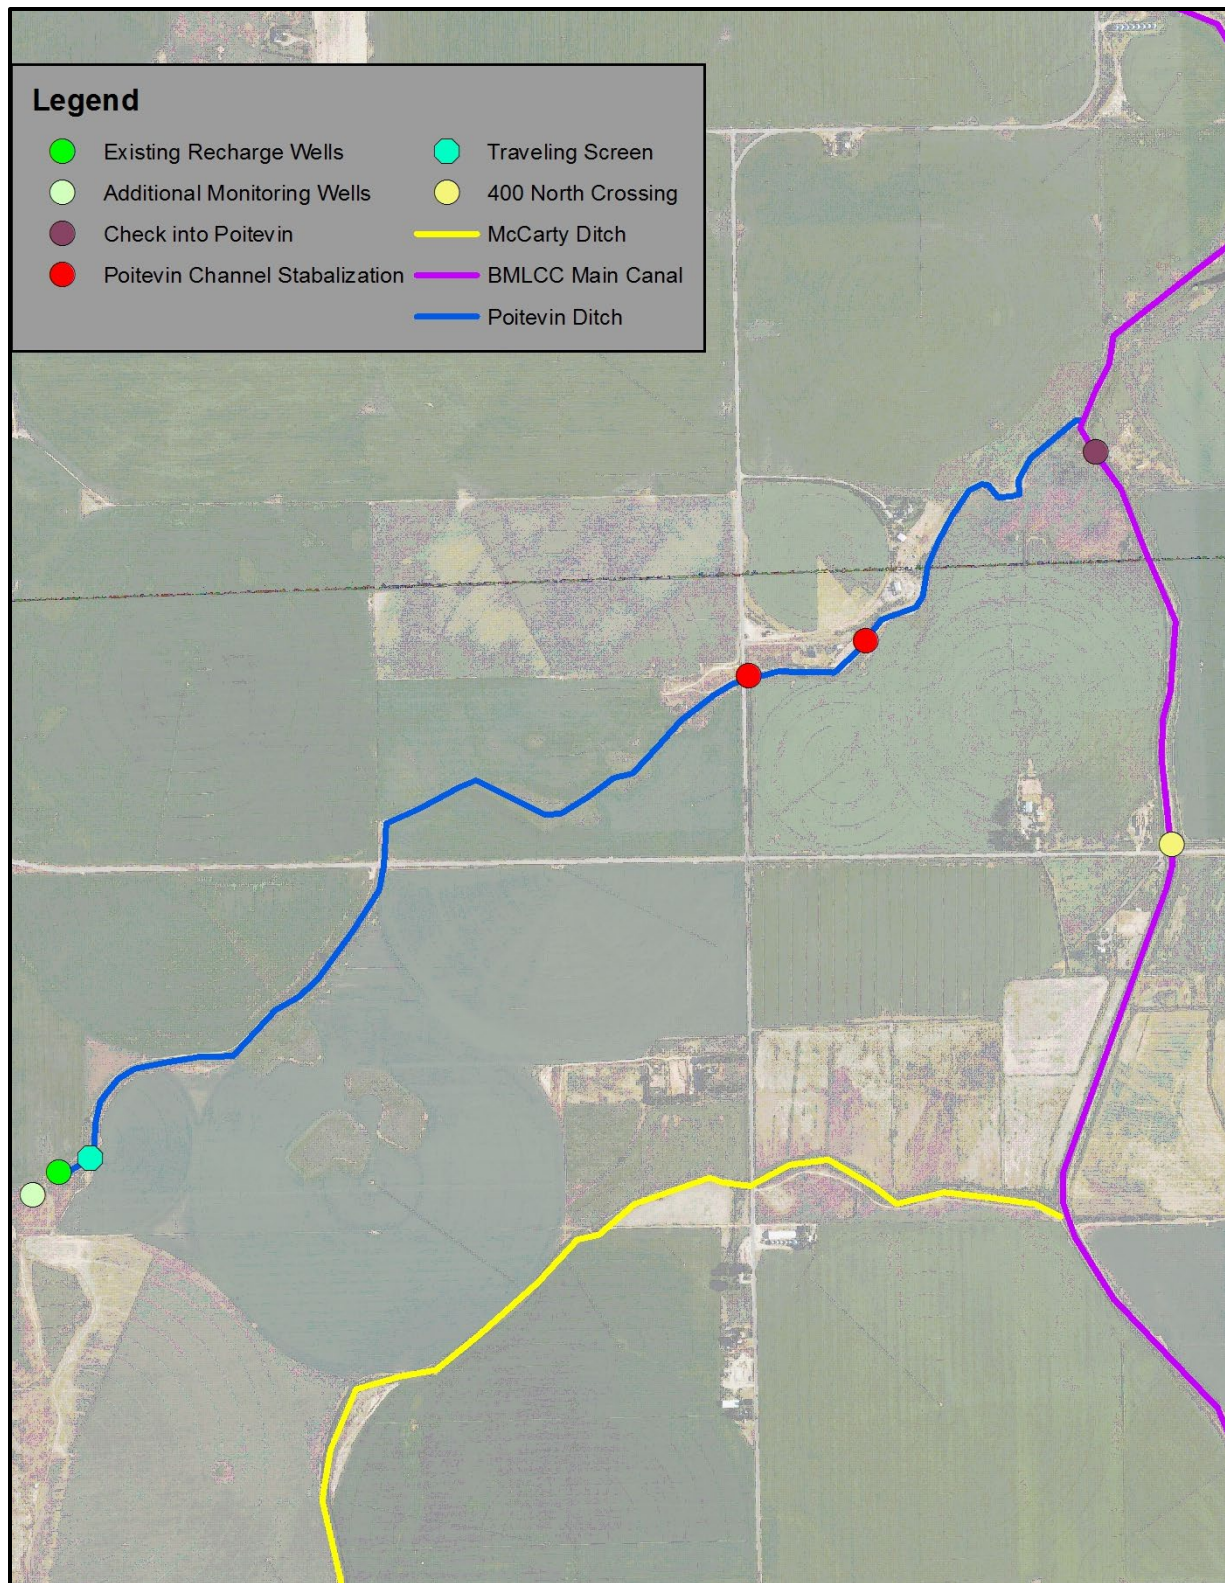 Legend
Existing Recharge Wells
Additional Monitoring Wells
Check into Poitevin
Poitevin Channel Stabalization
Traveling Screen
400 North Crossing
McCarty Ditch
BMLCC Main Canal
Poitevin Ditch